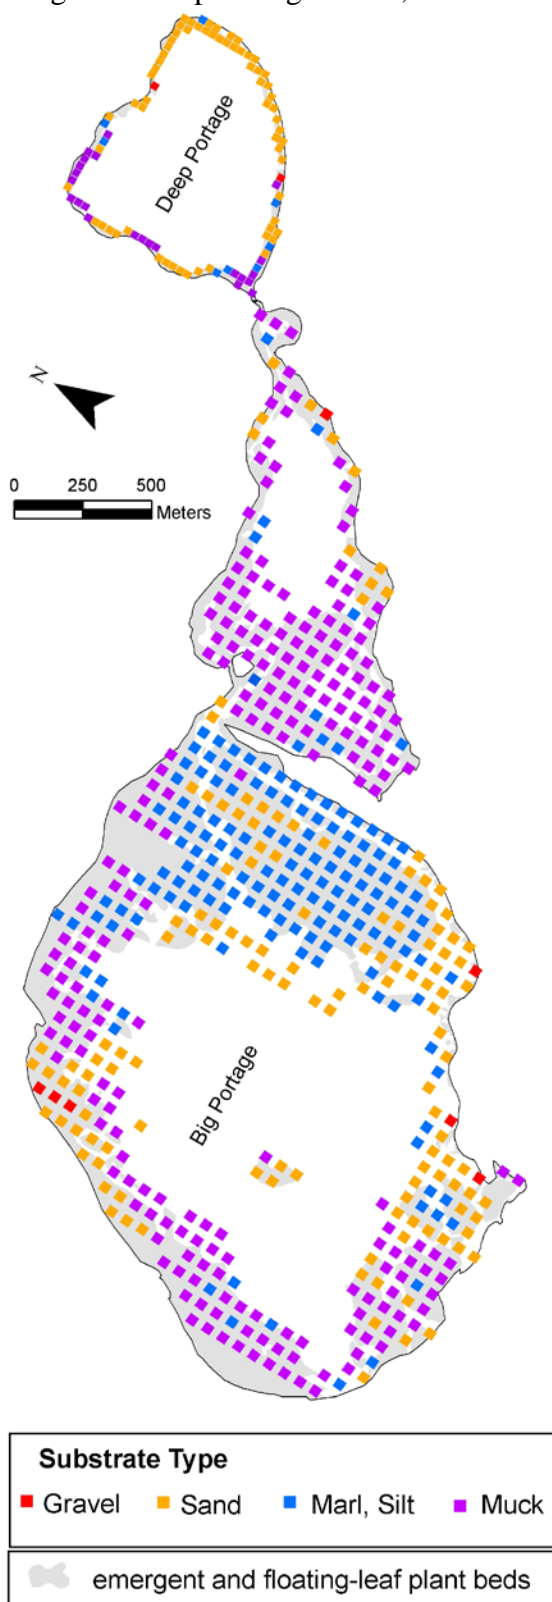 Deep Portage
N
0 250 500
Meters
Big Portage
Substrate Type
Gravel Sand Marl, Silt Muck
emergent and floating-leaf plant beds